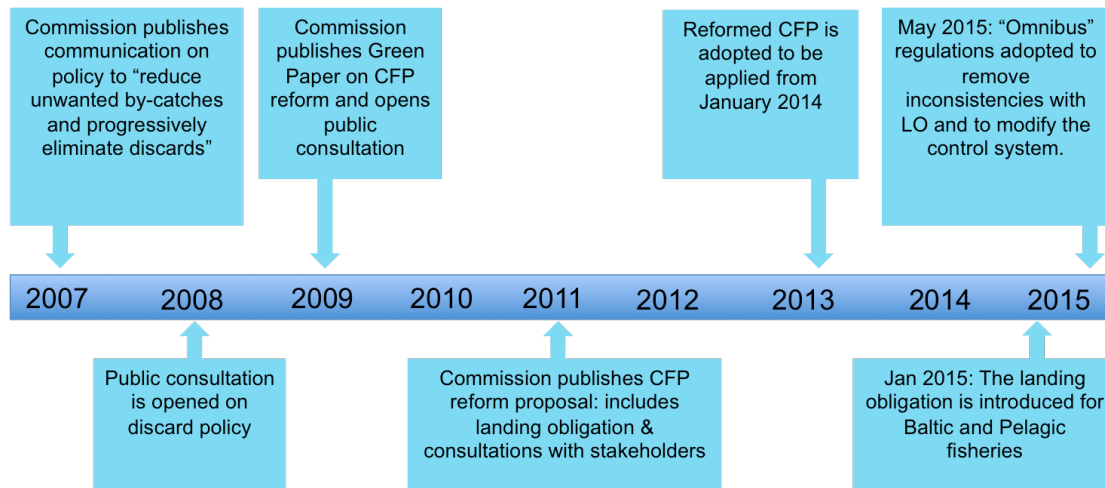 Commission publishes
communication on
policy to “reduce
unwanted by-catches
and progressively
eliminate discards”
Commission
publishes Green
Paper on CFP
reform and opens
public
consultation
Reformed CFP is
adopted to be
applied from
January 2014
May 2015: “Omnibus”
regulations adopted to
remove
inconsistencies with
LO and to modify the
control system.
2007 2008 2009 2010 2011 2012 2013 2014 2015
Public consultation
is opened on
discard policy
Commission publishes CFP
reform proposal: includes
landing obligation &
consultations with stakeholders
Jan 2015: The landing
obligation is introduced for
Baltic and Pelagic
fisheries